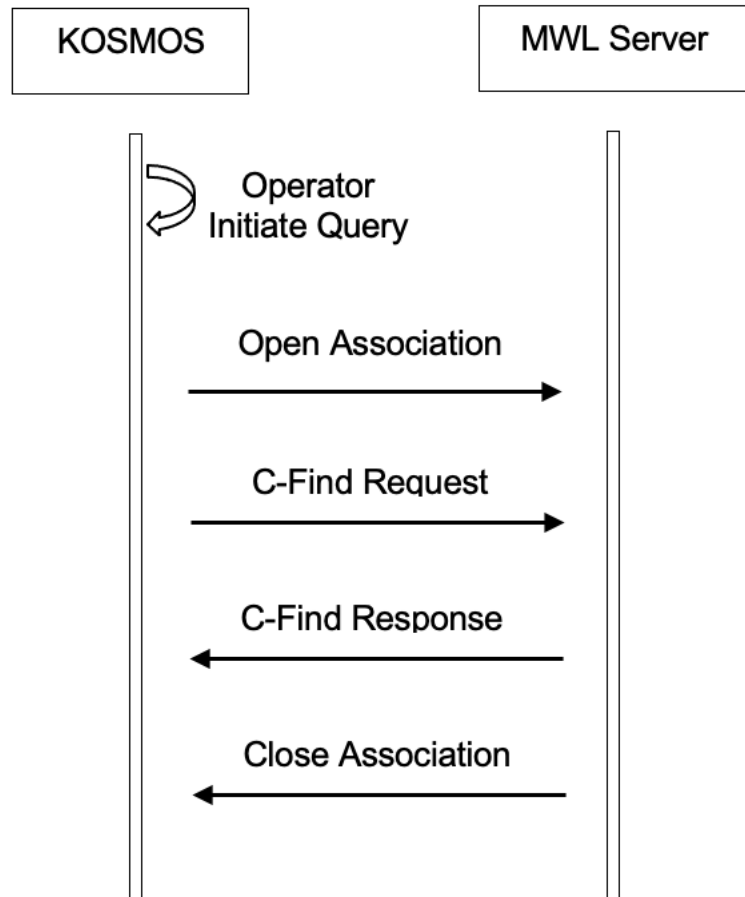 KOSMOS
MWL Server
Operator
Initiate Query
Open Association
C-Find Request
C-Find Response
Close Association